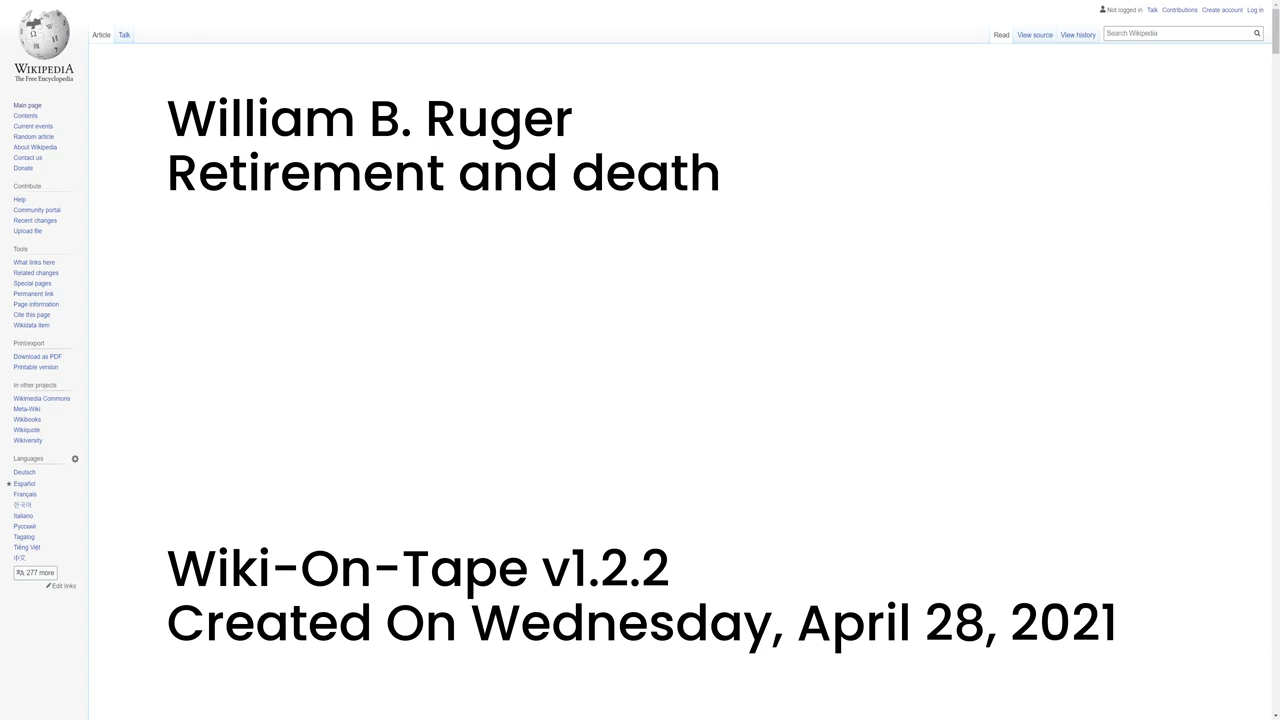 Not logged in Talk Contributions Create account Log in
Article Talk Read View source View history Search Wikipedia
WIKIPEDIA
The Free Encyclopedia
Main page
Contents
Current events
Random article
About Wikipedia
Contact us
Donate
Contribute
Help
Community portal
Recent changes
Upload file
Tools
What links here
Related changes
Special pages
Permanent link
Page information
Cite this page
Wikidata item
Print/export
Download as PDF
Printable version
In other projects
Wikimedia Commons
Meta-Wiki
Wikibooks
Wikiquote
Wikiversity
Languages
Deutsch
Español
Français
한국어
Italiano
Русский
Tagalog
Tiếng Việt
中文
277 more
Edit links
William B. Ruger
Retirement and death
Wiki-On-Tape v1.2.2
Created On Wednesday, April 28, 2021